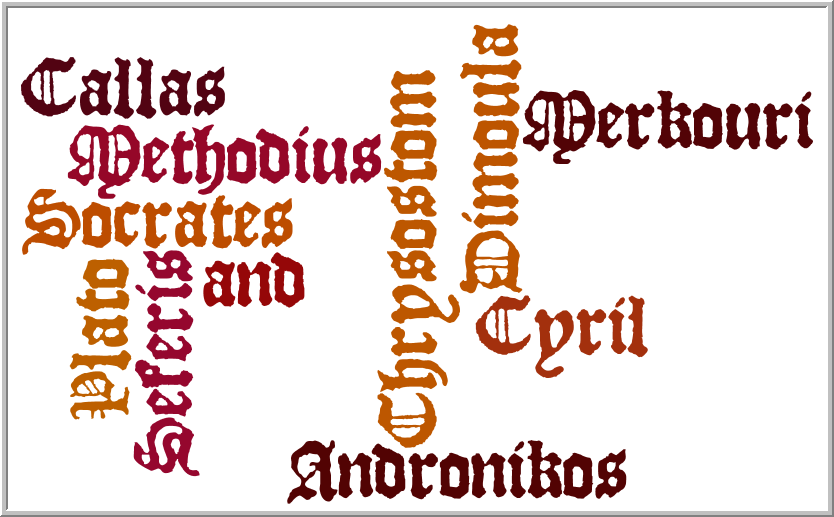 Callas
Methodius
Socrates
and
Plato
Seferis
Chrysostom
Dimoula
Merkouri
Cyril
Andronikos